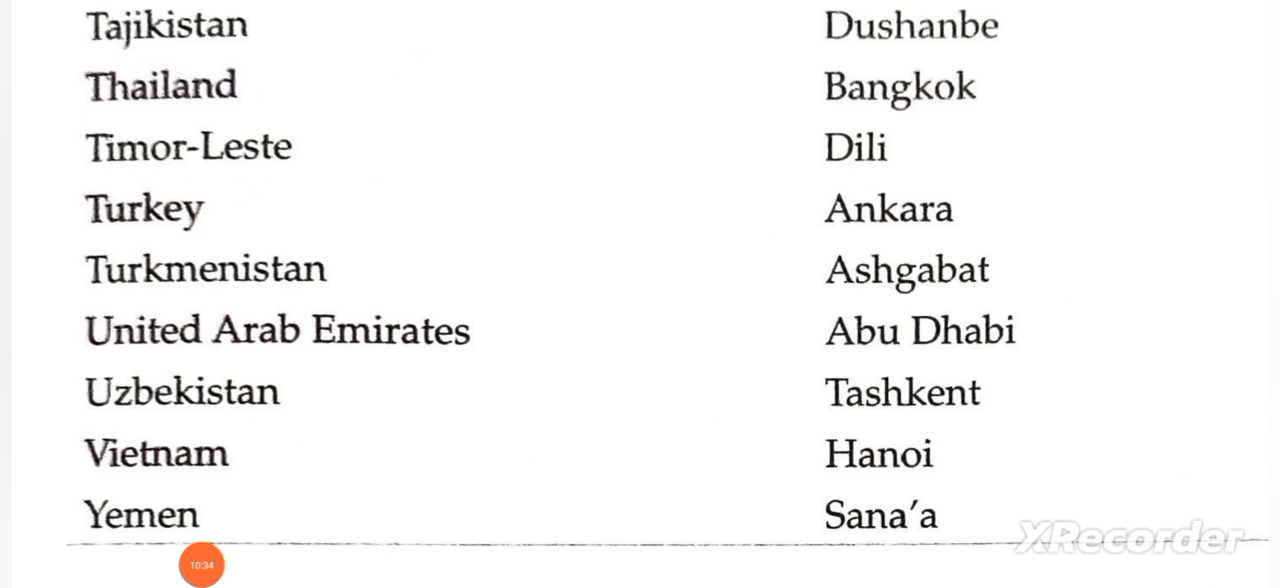 Tajikistan Dushanbe
Thailand Bangkok
Timor-Leste Dili
Turkey Ankara
Turkmenistan Ashgabat
United Arab Emirates Abu Dhabi
Uzbekistan Tashkent
Vietnam Hanoi
Yemen Sana′a
XRecorder
10:34